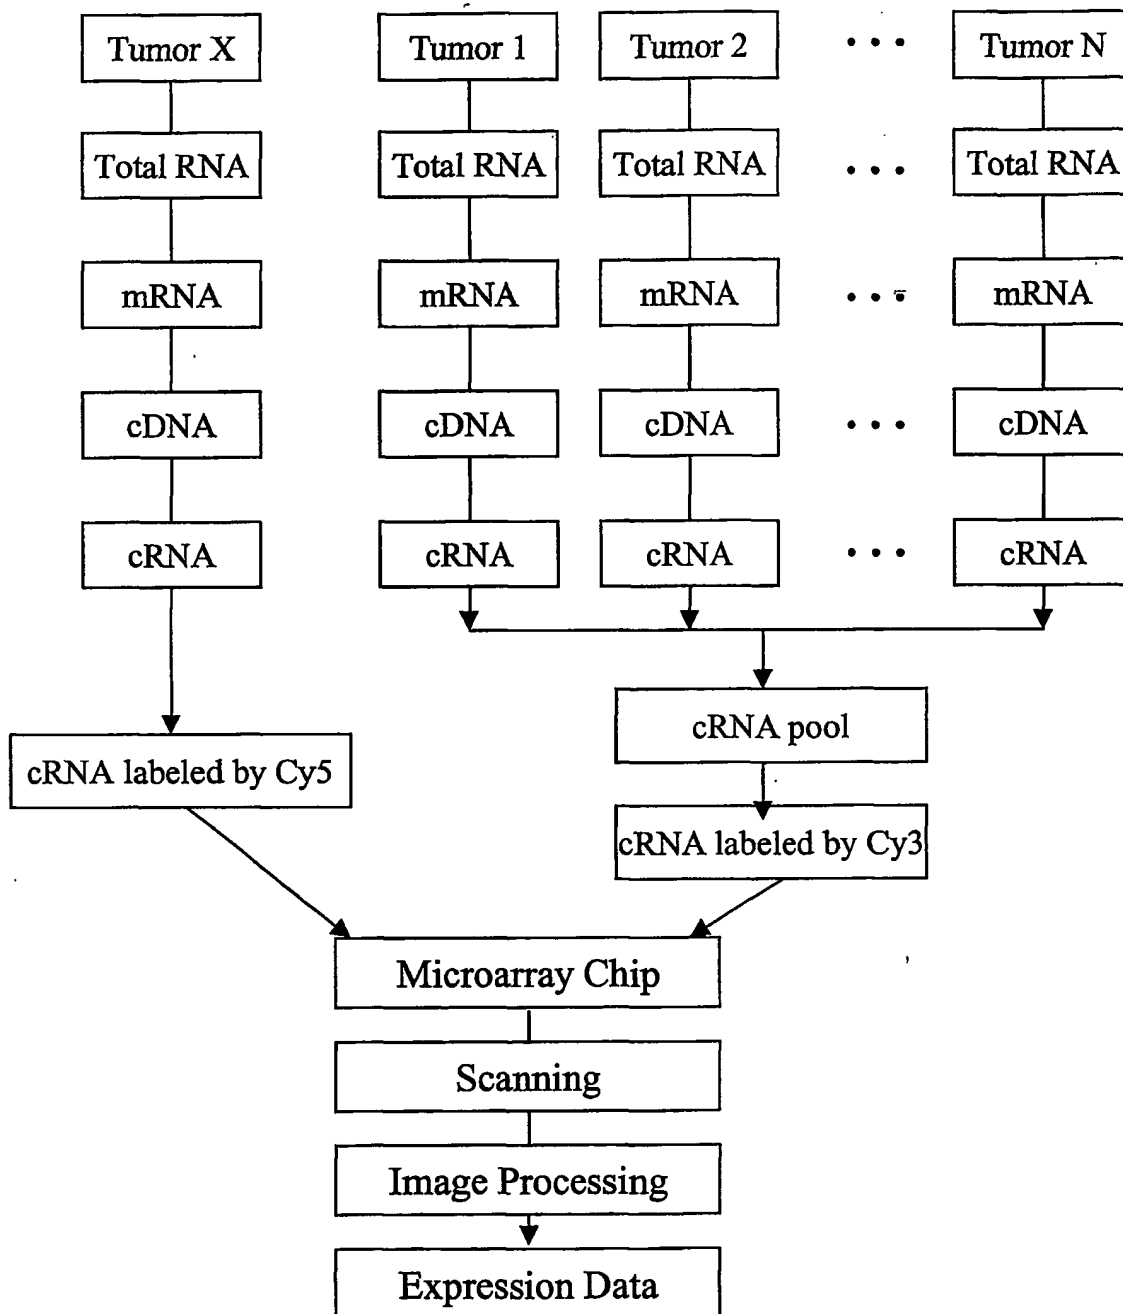 Tumor X Tumor 1 Tumor 2 • • • Tumor N
Total RNA Total RNA Total RNA • • • Total RNA
mRNA mRNA mRNA • • • mRNA
cDNA cDNA cDNA • • • cDNA
cRNA cRNA cRNA • • • cRNA
cRNA pool
cRNA labeled by Cy5
cRNA labeled by Cy3
Microarray Chip
Scanning
Image Processing
Expression Data